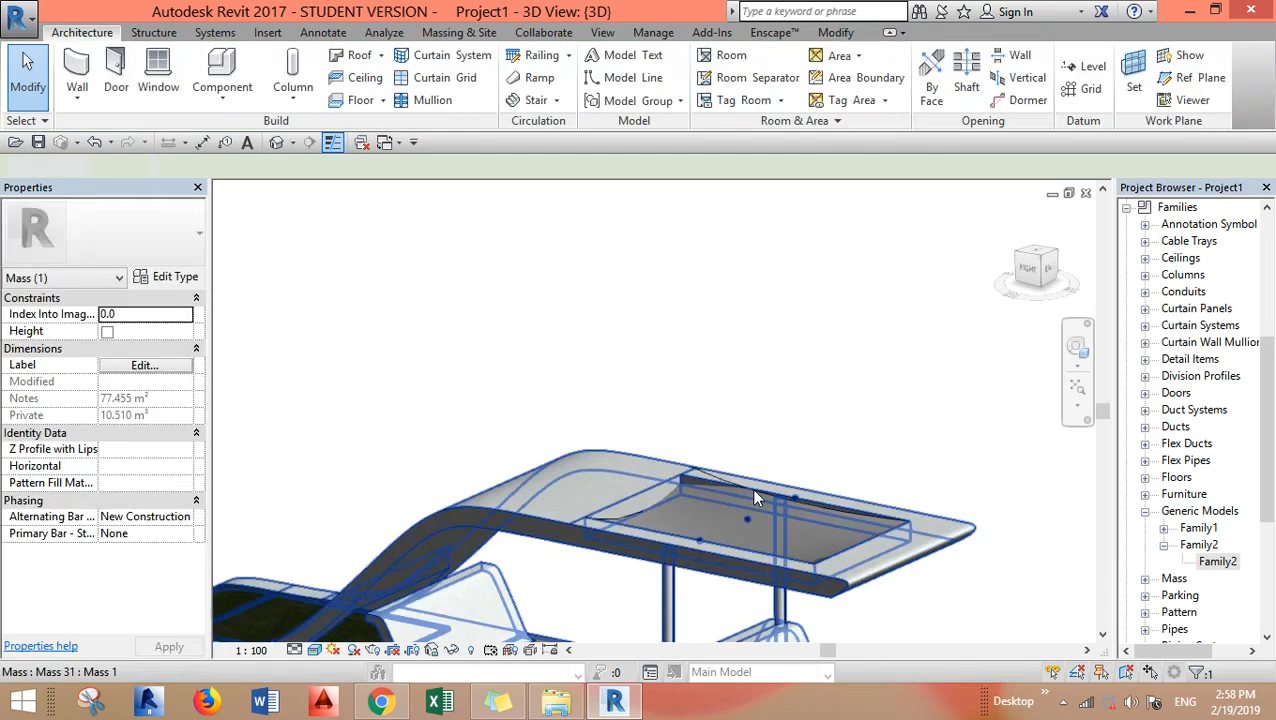 Autodesk Revit 2017 - STUDENT VERSION - Project1 - 3D View: {3D}
Type a keyword or phrase
Sign In
Architecture Structure Systems Insert Annotate Analyze Massing & Site Collaborate View Manage Add-Ins Enscape™ Modify
Modify Wall Door Window Component Column
Roof Curtain System Railing Model Text Room Area Wall Level Show
Ceiling Curtain Grid Ramp Model Line Room Separator Area Boundary By Face Shaft Vertical Grid Set Ref Plane
Floor Mullion Stair Model Group Tag Room Tag Area Dormer Viewer
Select Build Circulation Model Room & Area Opening Datum Work Plane
Properties
Mass (1) Edit Type
Constraints
Index Into Imag... 0.0
Height
Dimensions
Label Edit...
Modified
Notes 77.455 m²
Private 10.510 m³
Identity Data
Z Profile with Lips
Horizontal
Pattern Fill Mat...
Phasing
Alternating Bar New Construction
Primary Bar - St... None
Properties help Apply
RIGHT
Project Browser - Project1
Families
Annotation Symbol
Cable Trays
Ceilings
Columns
Conduits
Curtain Panels
Curtain Systems
Curtain Wall Mullion
Detail Items
Division Profiles
Doors
Duct Systems
Ducts
Flex Ducts
Flex Pipes
Floors
Furniture
Generic Models
Family1
Family2
Family2
Mass
Parking
Pattern
Pipes
1 : 100
Mass : Mass 31 : Mass 1
:0
Main Model
:1
Desktop
ENG
2:58 PM
2/19/2019